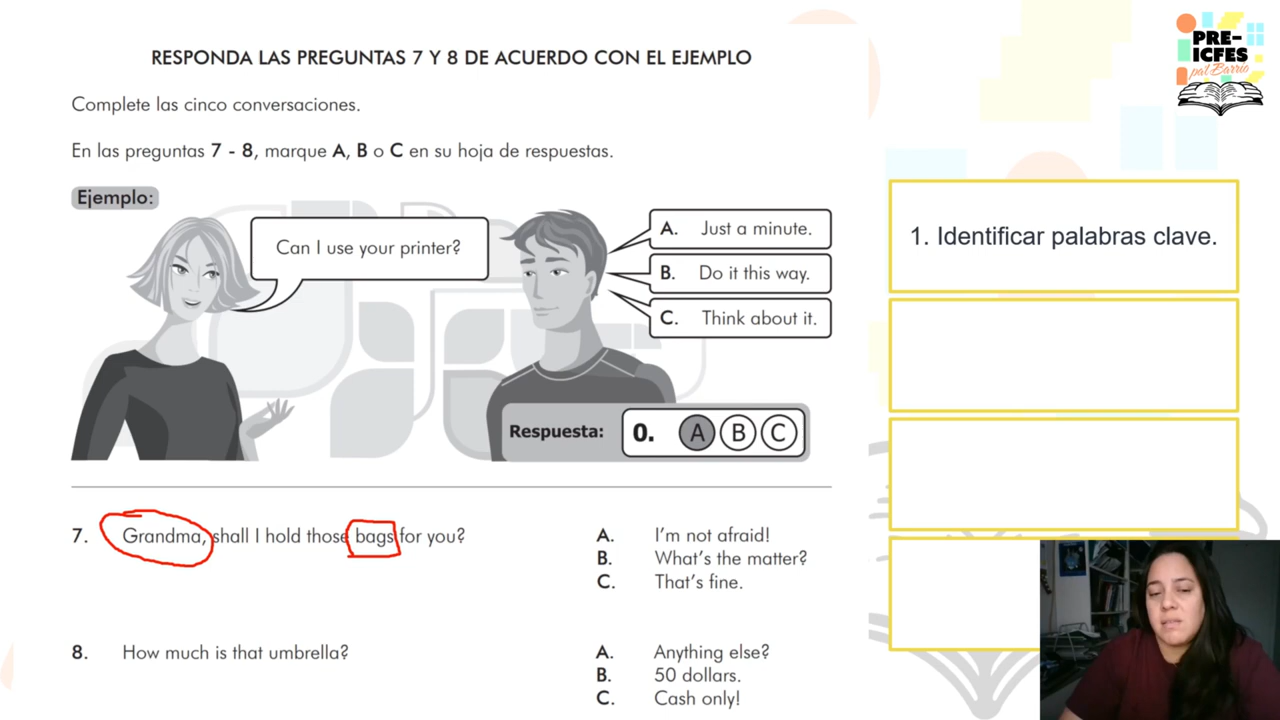 PRE-
ICFES
pal Barrio
RESPONDA LAS PREGUNTAS 7 Y 8 DE ACUERDO CON EL EJEMPLO
Complete las cinco conversaciones.
En las preguntas 7 - 8, marque A, B o C en su hoja de respuestas.
Ejemplo:
Can I use your printer?
A. Just a minute.
B. Do it this way.
C. Think about it.
Respuesta: 0. A B C
7. Grandma, shall I hold those bags for you?
A. I'm not afraid!
B. What's the matter?
C. That's fine.
8. How much is that umbrella?
A. Anything else?
B. 50 dollars.
C. Cash only!
1. Identificar palabras clave.